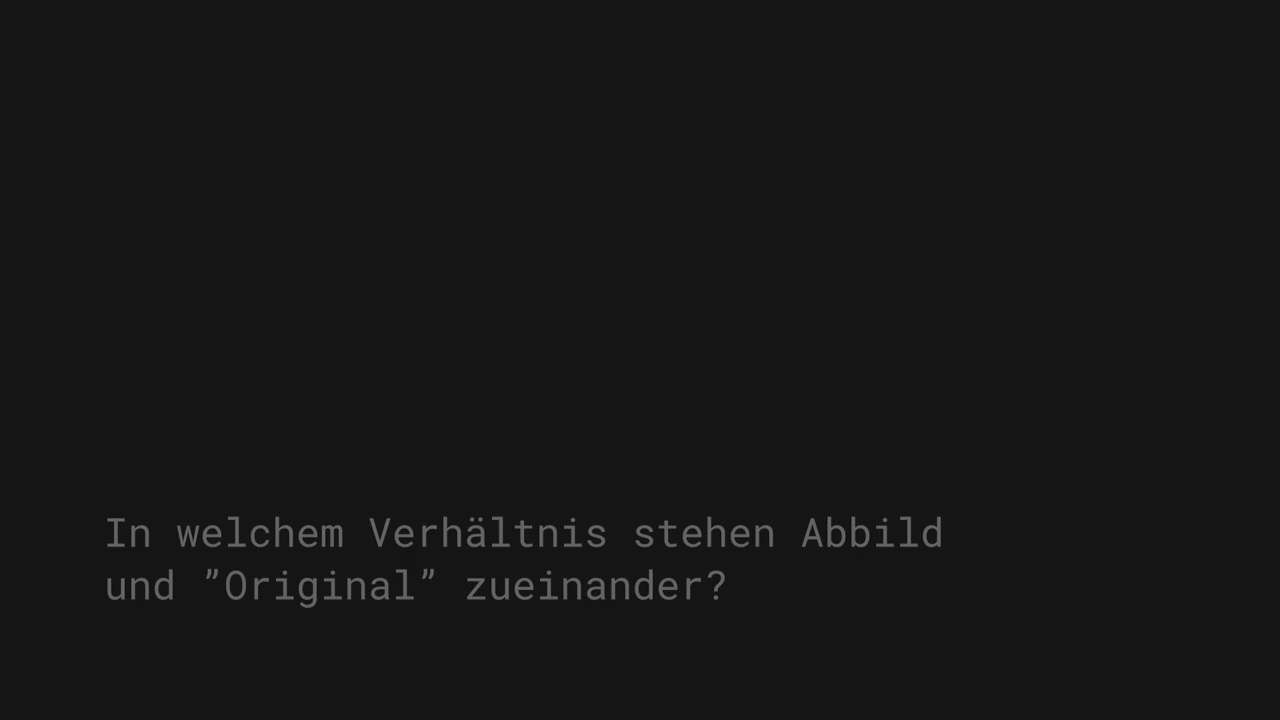 In welchem Verhältnis stehen Abbild
und ”Original” zueinander?